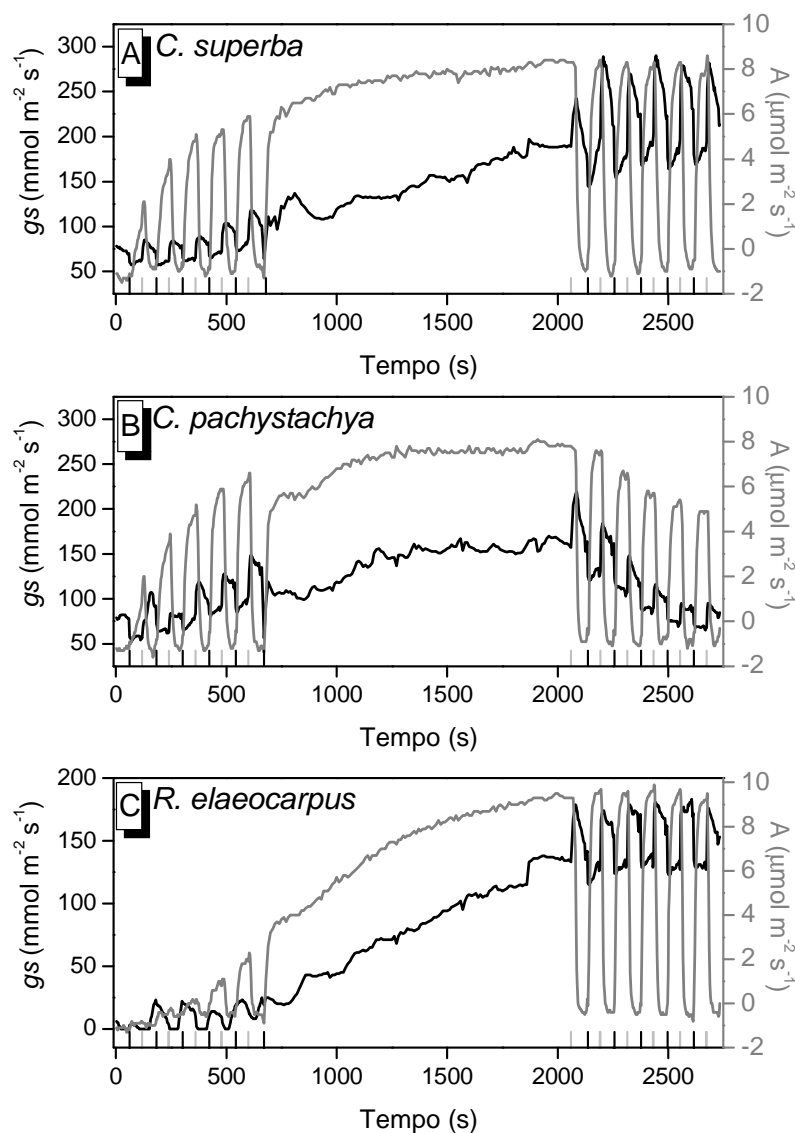 A C. superba
300
250
200
150
100
50
gs (mmol m-2 s-1)
10
8
6
4
2
0
-2
A (μmol m-2 s-1)
0 500 1000 1500 2000 2500
Tempo (s)
B C. pachystachya
300
250
200
150
100
50
gs (mmol m-2 s-1)
10
8
6
4
2
0
-2
A (μmol m-2 s-1)
0 500 1000 1500 2000 2500
Tempo (s)
C R. elaeocarpus
200
150
100
50
0
gs (mmol m-2 s-1)
10
8
6
4
2
0
-2
A (μmol m-2 s-1)
0 500 1000 1500 2000 2500
Tempo (s)